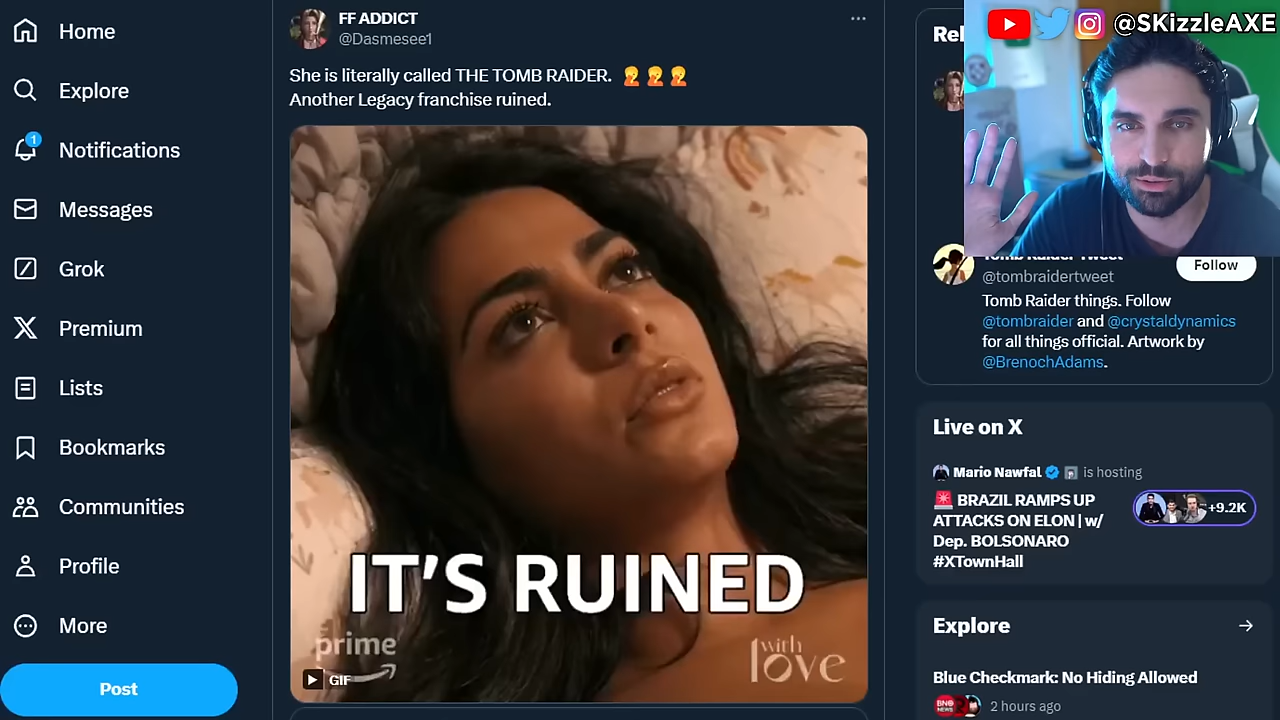 Home
Explore
1
Notifications
Messages
Grok
Premium
Lists
Bookmarks
Communities
Profile
More
Post
FF ADDICT
@Dasmesee1
She is literally called THE TOMB RAIDER.
Another Legacy franchise ruined.
IT'S RUINED
prime
with
love
GIF
@SKizzleAXE
Rel
Tomb Raider Tweet
@tombraidertweet
Follow
Tomb Raider things. Follow
@tombraider and @crystaldynamics
for all things official. Artwork by
@BrenochAdams.
Live on X
Mario Nawfal is hosting
BRAZIL RAMPS UP
ATTACKS ON ELON | w/
Dep. BOLSONARO
#XTownHall
+9.2K
Explore
Blue Checkmark: No Hiding Allowed
BNO
NEWS
2 hours ago